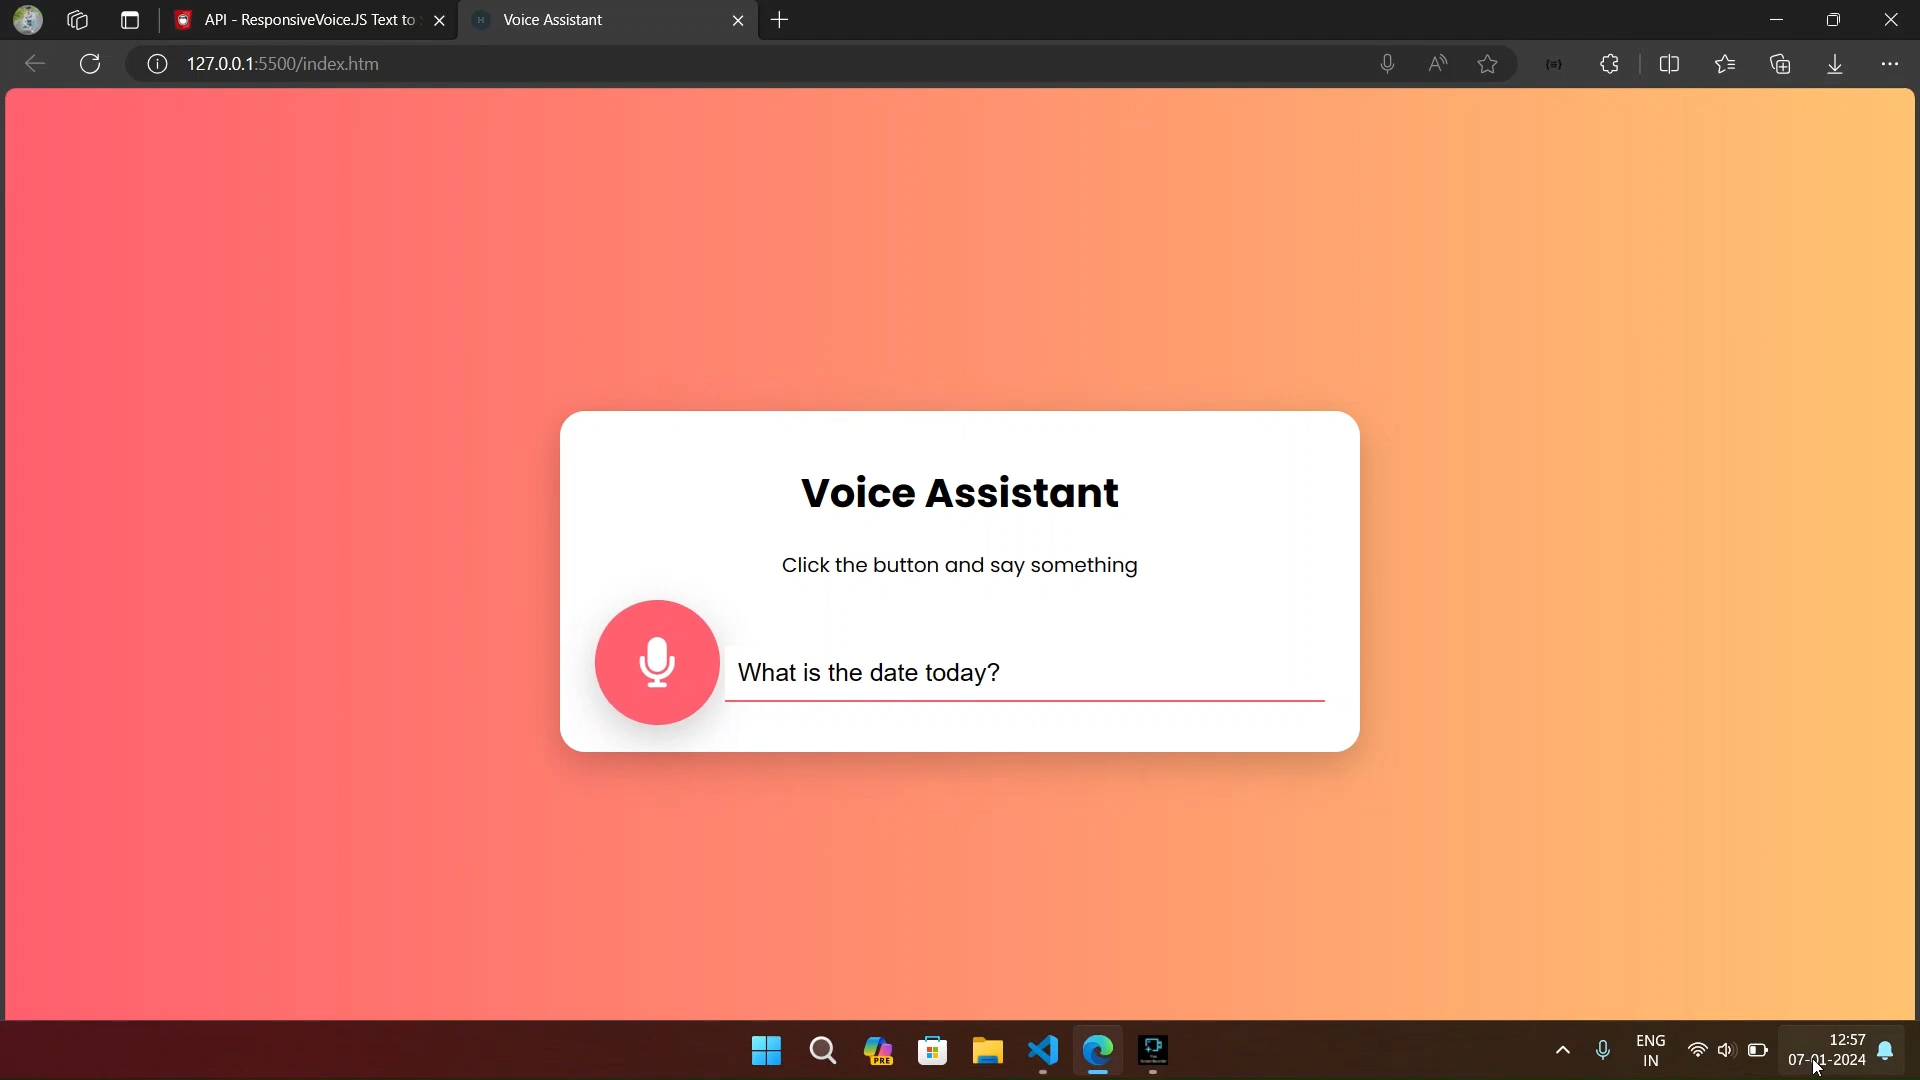 API - ResponsiveVoice.JS Text to
Voice Assistant
127.0.0.1:5500/index.htm
Voice Assistant
Click the button and say something
What is the date today?
PRE
ENG
IN
12:57
07-01-2024